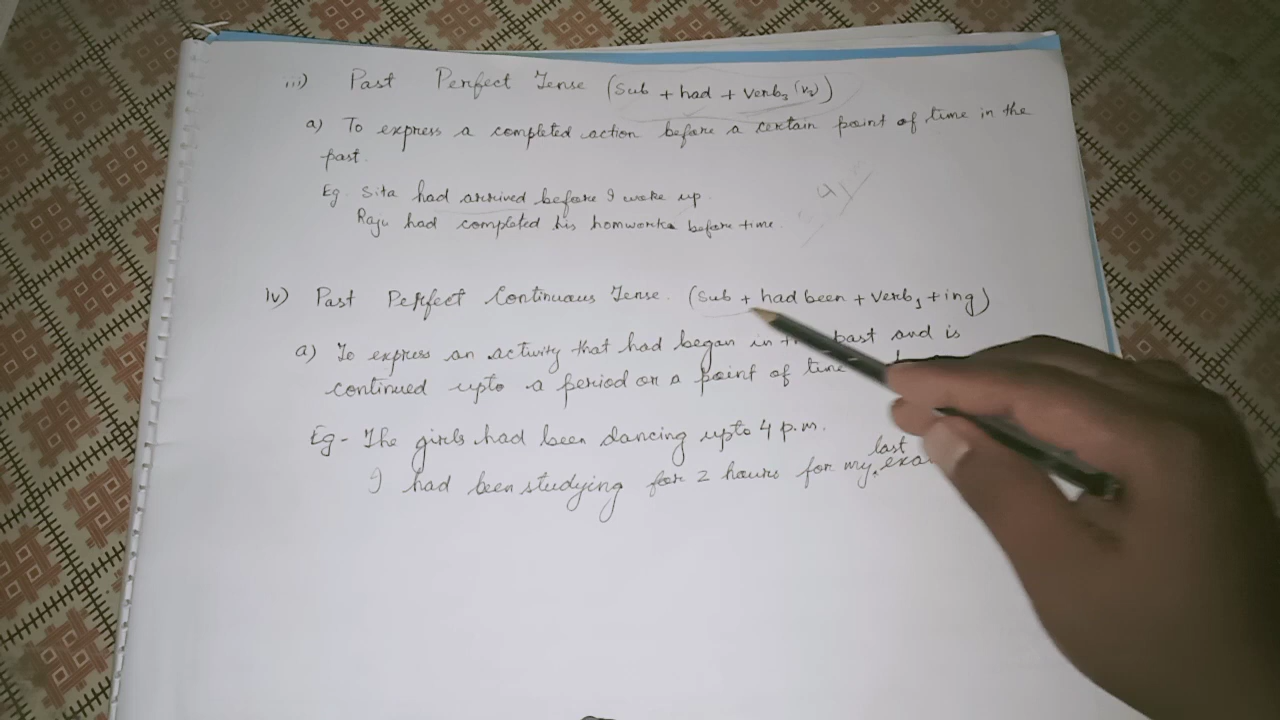 iii) Past Perfect Tense (Sub + had + Verb3 (V3))
a) To express a completed action before a certain point of time in the
past.
Eg. Sita had arrived before I woke up.
Raju had completed his homworks before time.
iv) Past Perfect Continuous Tense. (Sub + had been + Verb1 + ing)
a) To express an activity that had began in past and is
continued upto a period or a point of time
Eg - The girls had been dancing upto 4 p.m.
I had been studying for 2 hours for my last